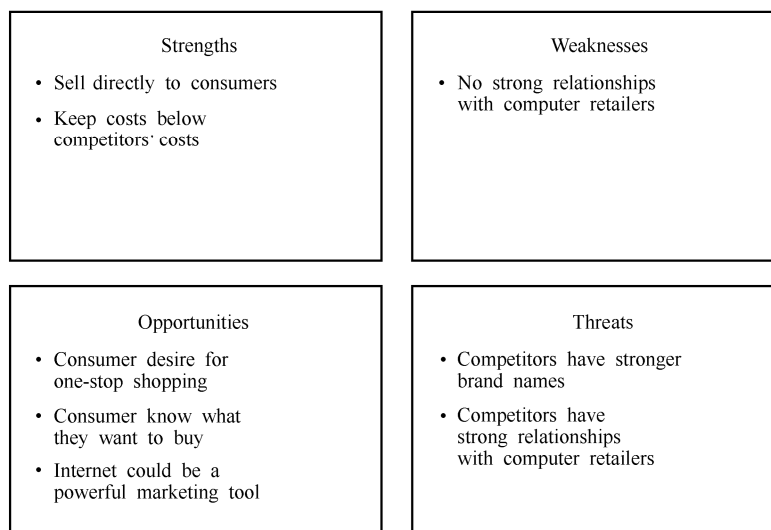 Strengths
• Sell directly to consumers
• Keep costs below
competitors' costs
Weaknesses
• No strong relationships
with computer retailers
Opportunities
• Consumer desire for
one-stop shopping
• Consumer know what
they want to buy
• Internet could be a
powerful marketing tool
Threats
• Competitors have stronger
brand names
• Competitors have
strong relationships
with computer retailers